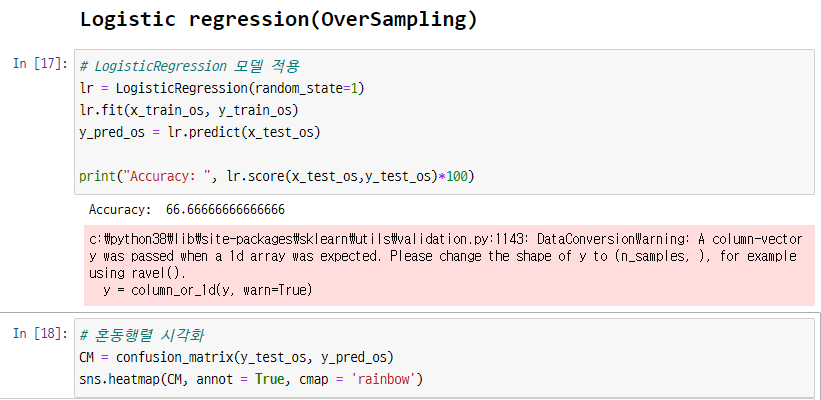 Logistic regression(OverSampling)
In [17]:
# LogisticRegression 모델 적용
lr = LogisticRegression(random_state=1)
lr.fit(x_train_os, y_train_os)
y_pred_os = lr.predict(x_test_os)
print("Accuracy: ", lr.score(x_test_os,y_test_os)*100)
Accuracy:  66.66666666666666
c:₩python38₩lib₩site-packages₩sklearn₩utils₩validation.py:1143: DataConversionWarning: A column-vector
y was passed when a 1d array was expected. Please change the shape of y to (n_samples, ), for example
using ravel().
y = column_or_1d(y, warn=True)
In [18]:
# 혼동행렬 시각화
CM = confusion_matrix(y_test_os, y_pred_os)
sns.heatmap(CM, annot = True, cmap = 'rainbow')